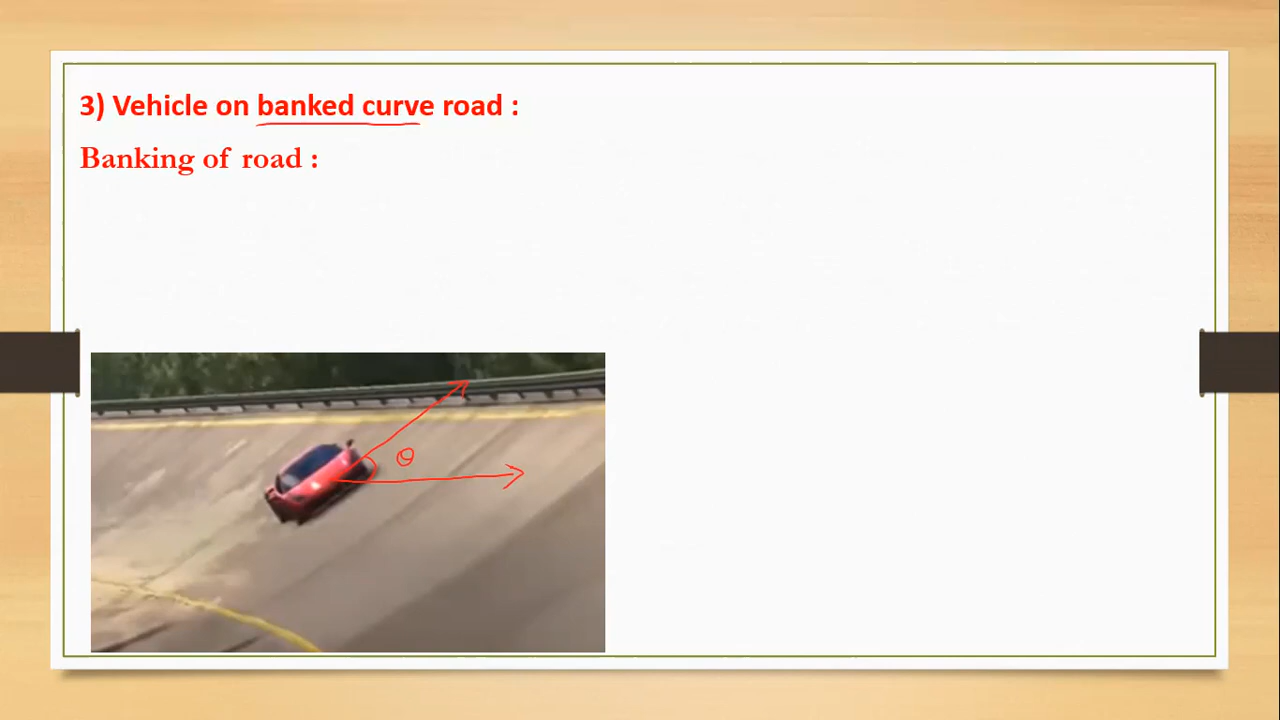 3) Vehicle on banked curve road :
Banking of road :
θ